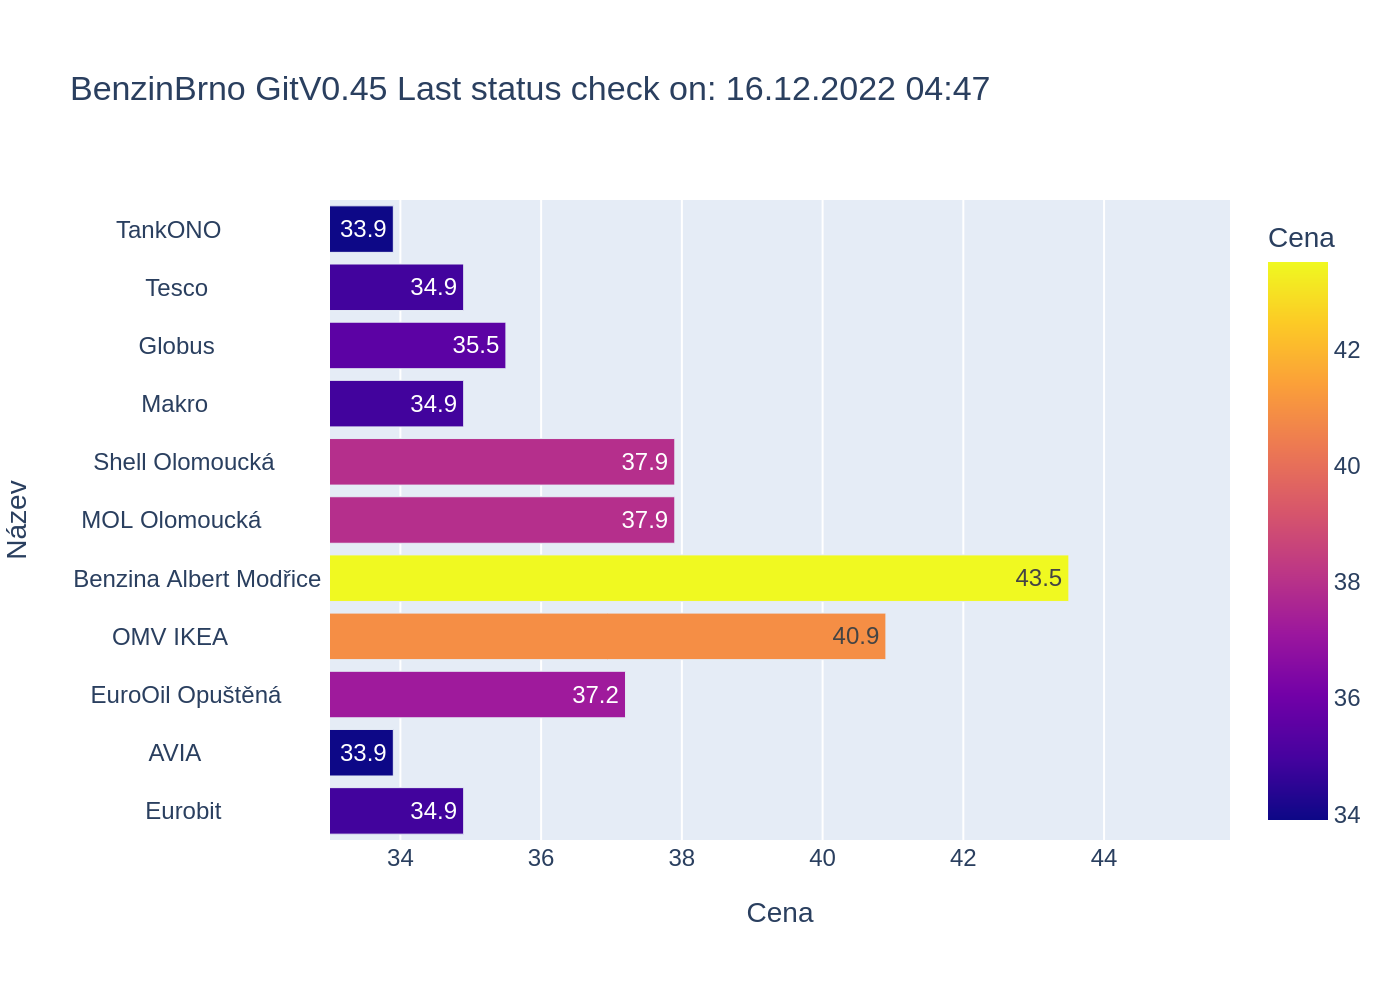 BenzinBrno GitV0.45 Last status check on: 16.12.2022 04:47
Název
TankONO 33.9
Tesco 34.9
Globus 35.5
Makro 34.9
Shell Olomoucká 37.9
MOL Olomoucká 37.9
Benzina Albert Modřice 43.5
OMV IKEA 40.9
EuroOil Opuštěná 37.2
AVIA 33.9
Eurobit 34.9
34 36 38 40 42 44
Cena
Cena
42
40
38
36
34